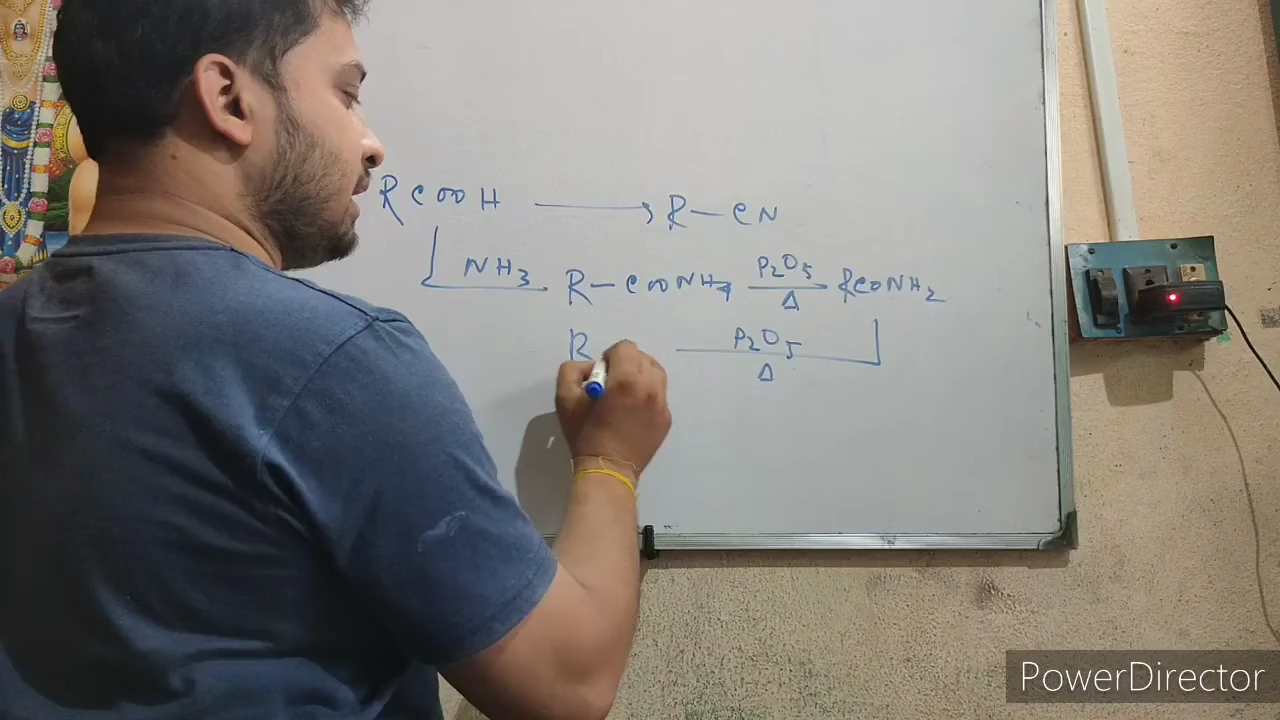 RCOOH ⟶ R—CN
NH3 R—COONH4 P2O5 Δ RCONH2
R P2O5 Δ
PowerDirector